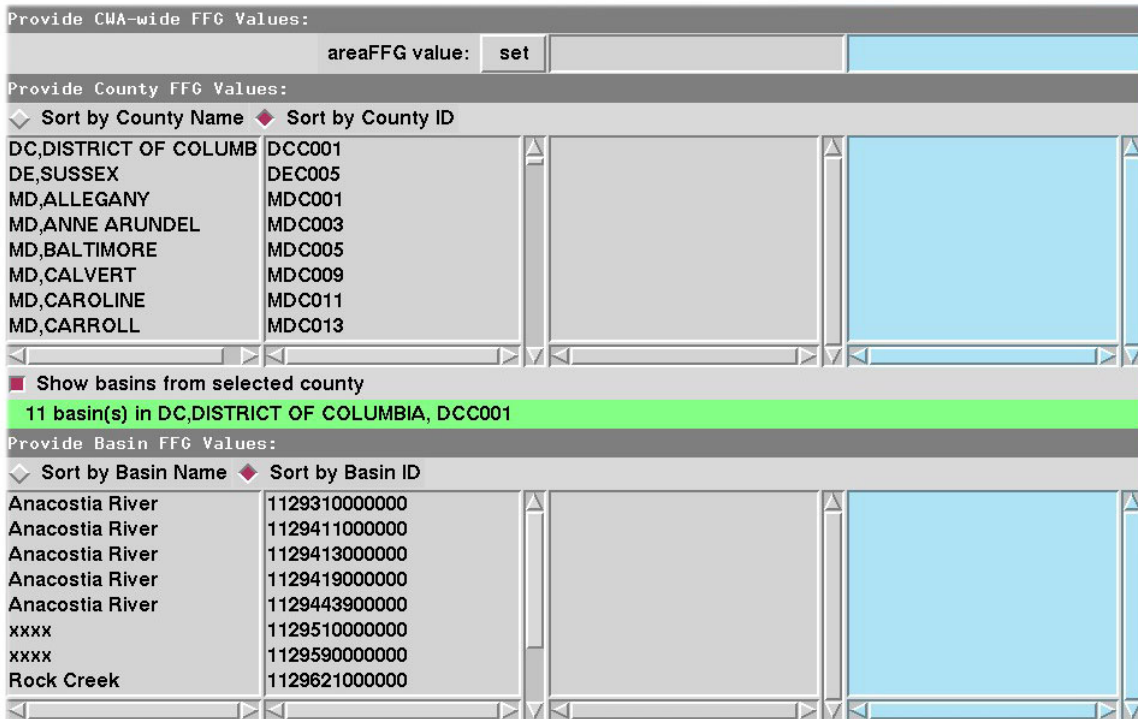 Provide CWA-wide FFG Values:
areaFFG value: set
Provide County FFG Values:
Sort by County Name Sort by County ID
DC,DISTRICT OF COLUMB DCC001
DE,SUSSEX DEC005
MD,ALLEGANY MDC001
MD,ANNE ARUNDEL MDC003
MD,BALTIMORE MDC005
MD,CALVERT MDC009
MD,CAROLINE MDC011
MD,CARROLL MDC013
Show basins from selected county
11 basin(s) in DC,DISTRICT OF COLUMBIA, DCC001
Provide Basin FFG Values:
Sort by Basin Name Sort by Basin ID
Anacostia River 1129310000000
Anacostia River 1129411000000
Anacostia River 1129413000000
Anacostia River 1129419000000
Anacostia River 1129443900000
xxxx 1129510000000
xxxx 1129590000000
Rock Creek 1129621000000